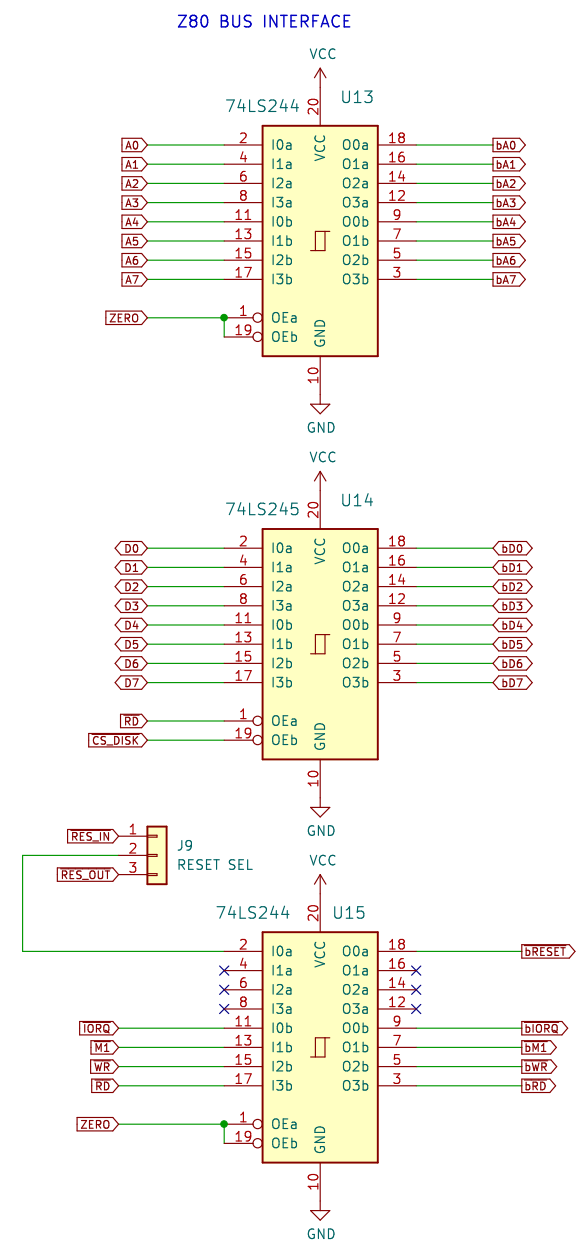 Z80 BUS INTERFACE
VCC
74LS244 U13
20
VCC
A0 2 I0a O0a 18 bA0
A1 4 I1a O1a 16 bA1
A2 6 I2a O2a 14 bA2
A3 8 I3a O3a 12 bA3
A4 11 I0b O0b 9 bA4
A5 13 I1b O1b 7 bA5
A6 15 I2b O2b 5 bA6
A7 17 I3b O3b 3 bA7
ZERO 1 OEa
19 OEb
GND
10
GND
VCC
74LS245 U14
20
VCC
D0 2 I0a O0a 18 bD0
D1 4 I1a O1a 16 bD1
D2 6 I2a O2a 14 bD2
D3 8 I3a O3a 12 bD3
D4 11 I0b O0b 9 bD4
D5 13 I1b O1b 7 bD5
D6 15 I2b O2b 5 bD6
D7 17 I3b O3b 3 bD7
RD 1 OEa
CS_DISK 19 OEb
GND
10
GND
RES_IN 1
2
RES_OUT 3
J9
RESET SEL
VCC
74LS244 U15
20
VCC
2 I0a O0a 18 bRESET
4 I1a O1a 16
6 I2a O2a 14
8 I3a O3a 12
IORQ 11 I0b O0b 9 bIORQ
M1 13 I1b O1b 7 bM1
WR 15 I2b O2b 5 bWR
RD 17 I3b O3b 3 bRD
ZERO 1 OEa
19 OEb
GND
10
GND